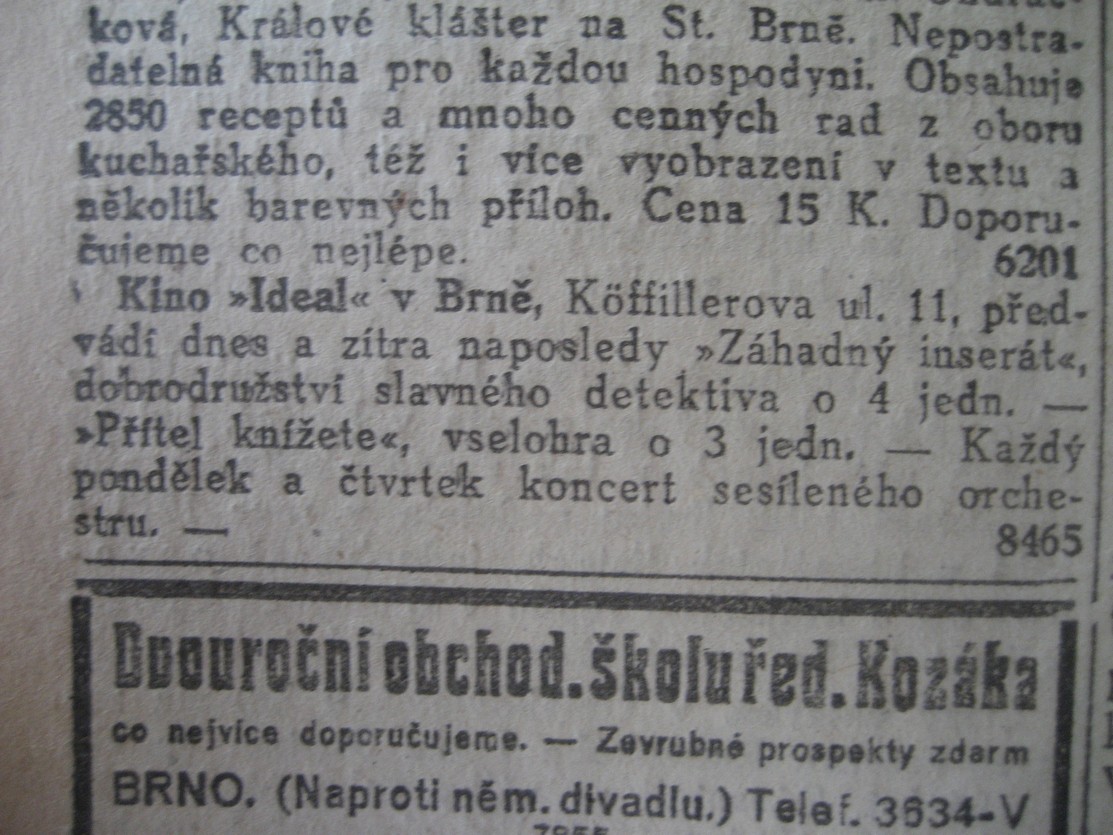 ková, Králové klášter na St. Brně. Nepostra-
datelná kniha pro každou hospodyni. Obsahuje
2850 receptů a mnoho cenných rad z oboru
kuchařského, též i více vyobrazení v textu a
několik barevných příloh. Cena 15 K. Doporu-
čujeme co nejlépe. 6201
Kino »Ideal« v Brně, Köffillerova ul. 11, před-
vádí dnes a zítra naposledy »Záhadný inserát«,
dobrodružství slavného detektiva o 4 jedn. —
»Přítel knížete«, vselohra o 3 jedn. — Každý
pondělek a čtvrtek koncert sesíleného orche-
stru. — 8465
Dvouroční obchod. školu řed. Kozáka
co nejvíce doporučujeme. — Zevrubné prospekty zdarm
BRNO. (Naproti něm. divadlu.) Telef. 3634-V